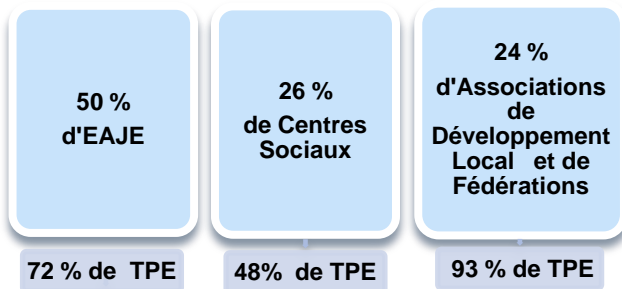 50 %
d'EAJE
26 %
de Centres
Sociaux
24 %
d'Associations
de
Développement
Local et de
Fédérations
72 % de TPE
48% de TPE
93 % de TPE